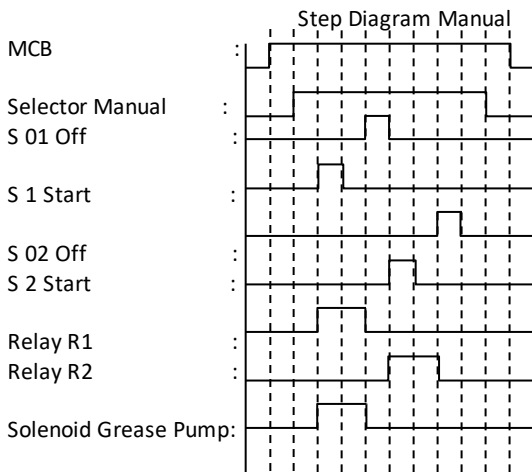 Step Diagram Manual
MCB :
Selector Manual :
S 01 Off :
S 1 Start :
S 02 Off :
S 2 Start :
Relay R1 :
Relay R2 :
Solenoid Grease Pump: